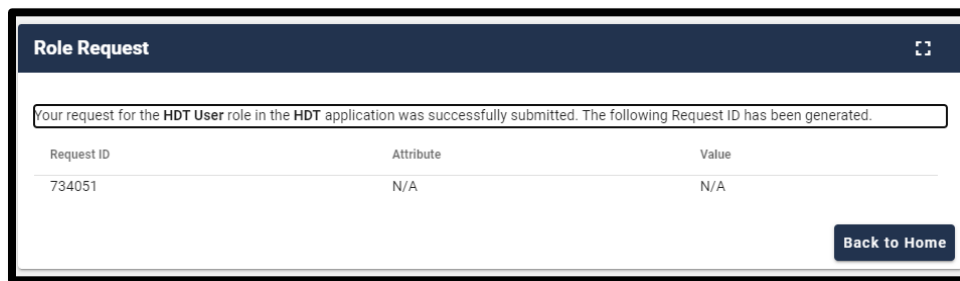 Role Request
Your request for the HDT User role in the HDT application was successfully submitted. The following Request ID has been generated.
Request ID Attribute Value
734051 N/A N/A
Back to Home